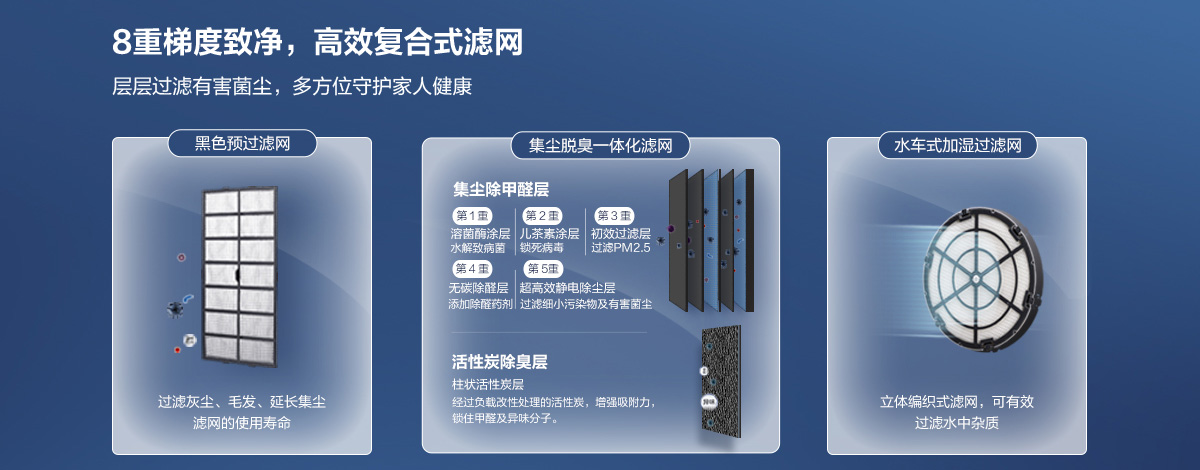 8重梯度致净，高效复合式滤网
层层过滤有害菌尘，多方位守护家人健康
黑色预过滤网
过滤灰尘、毛发、延长集尘
滤网的使用寿命
集尘脱臭一体化滤网
集尘除甲醛层
第1重
溶菌酶涂层
水解致病菌
第2重
儿茶素涂层
锁死病毒
第3重
初效过滤层
过滤PM2.5
第4重
无碳除醛层
添加除醛药剂
第5重
超高效静电除尘层
过滤细小污染物及有害菌尘
活性炭除臭层
柱状活性炭层
经过负载改性处理的活性炭，增强吸附力，
锁住甲醛及异味分子。
异味
水车式加湿过滤网
立体编织式滤网，可有效
过滤水中杂质